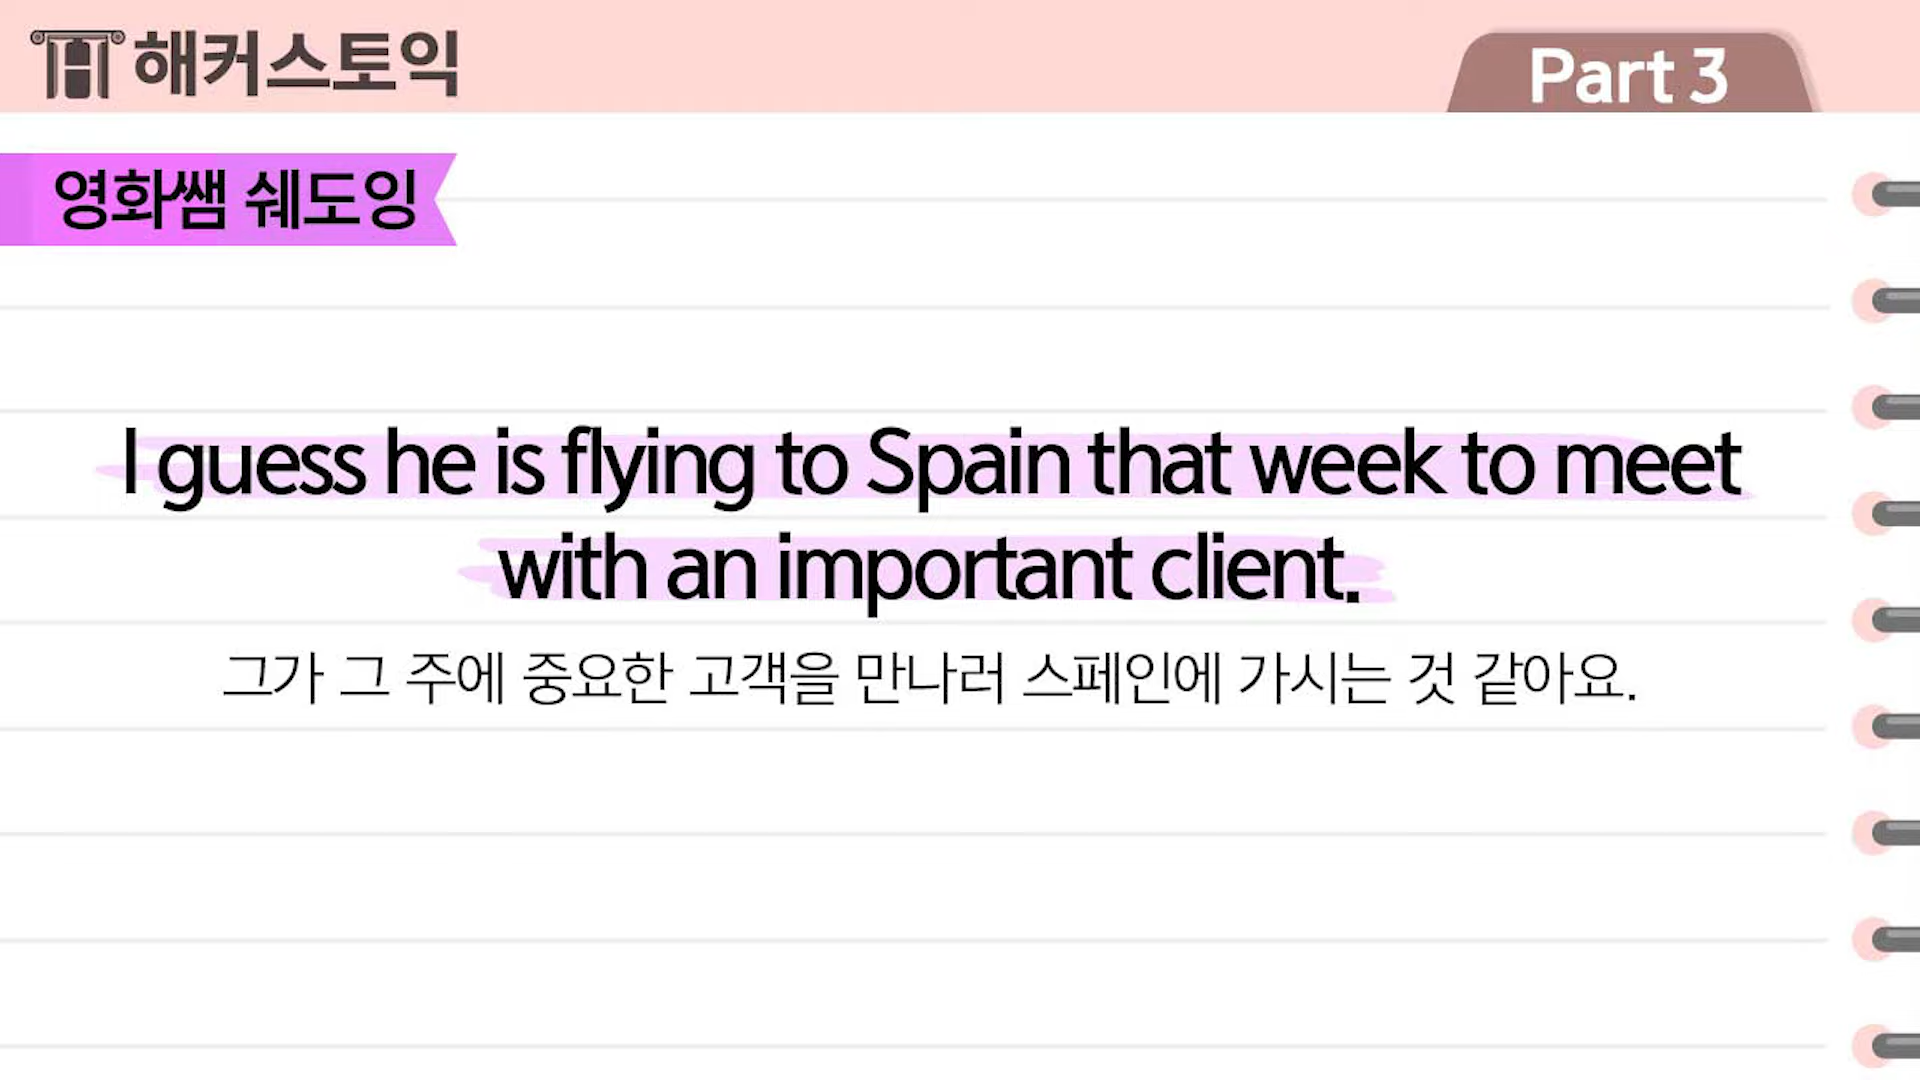 해커스토익
Part 3
영화쌤 쉐도잉
I guess he is flying to Spain that week to meet
with an important client.
그가 그 주에 중요한 고객을 만나러 스페인에 가시는 것 같아요.